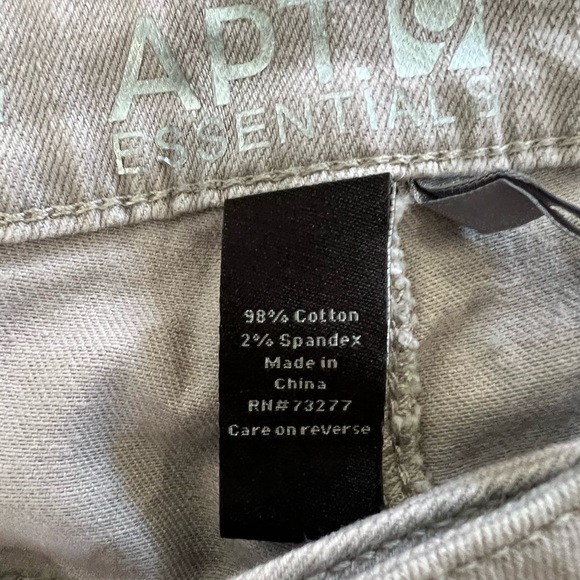 APT. 9
ESSENTIALS
98% Cotton
2% Spandex
Made in
China
RN#73277
Care on reverse